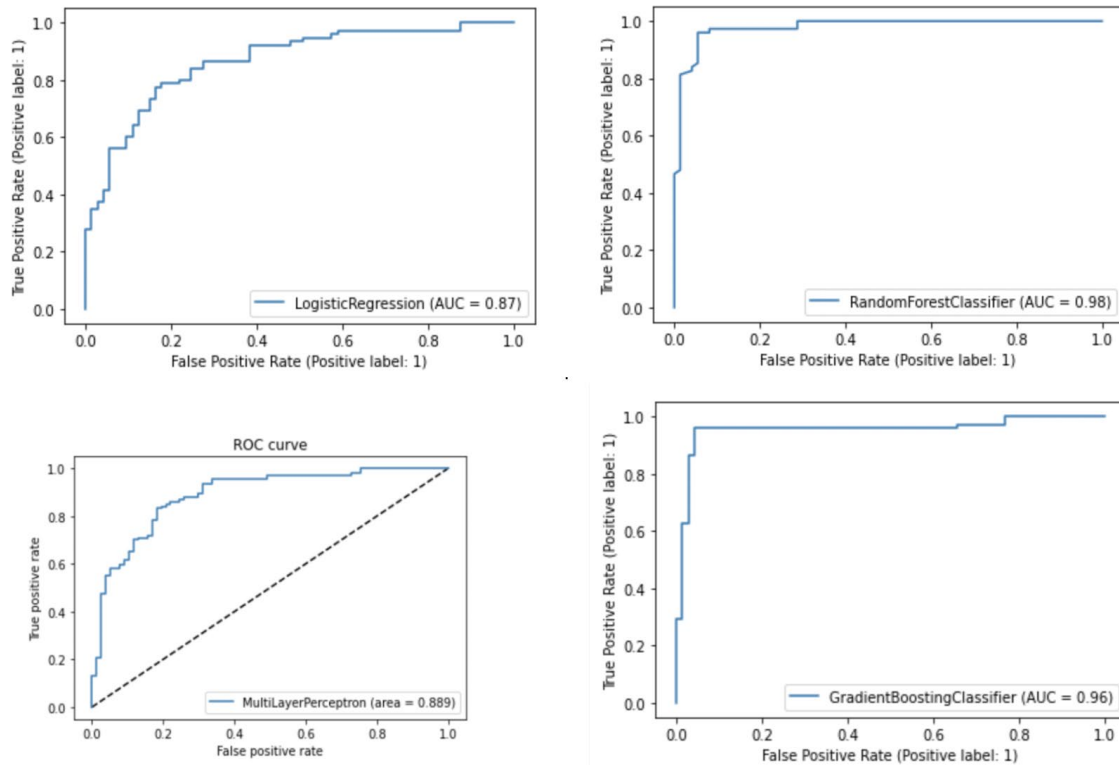 True Positive Rate (Positive label: 1)
1.0
0.8
0.6
0.4
0.2
0.0
LogisticRegression (AUC = 0.87)
0.0 0.2 0.4 0.6 0.8 1.0
False Positive Rate (Positive label: 1)
True Positive Rate (Positive label: 1)
1.0
0.8
0.6
0.4
0.2
0.0
RandomForestClassifier (AUC = 0.98)
0.0 0.2 0.4 0.6 0.8 1.0
False Positive Rate (Positive label: 1)
.
ROC curve
True positive rate
1.0
0.8
0.6
0.4
0.2
0.0
MultiLayerPerceptron (area = 0.889)
0.0 0.2 0.4 0.6 0.8 1.0
False positive rate
True Positive Rate (Positive label: 1)
1.0
0.8
0.6
0.4
0.2
0.0
GradientBoostingClassifier (AUC = 0.96)
0.0 0.2 0.4 0.6 0.8 1.0
False Positive Rate (Positive label: 1)